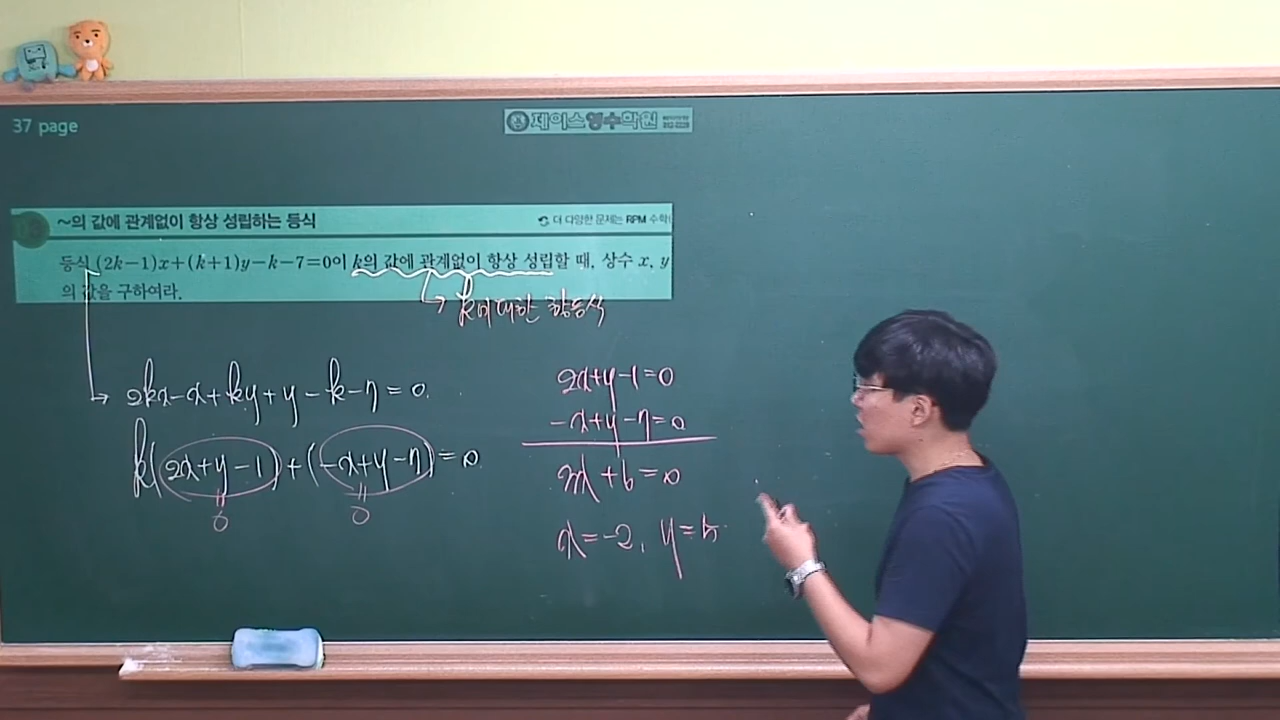 37 page
제이스영수학원
~의 값에 관계없이 항상 성립하는 등식
더 다양한 문제는 RPM 수학
등식 (2k-1)x+(k+1)y-k-7=0이 k의 값에 관계없이 항상 성립할 때, 상수 x, y
의 값을 구하여라.
k에 대한 항등식
2kx-x+ky+y-k-7=0
k(2x+y-1)+(-x+y-7)=0
0 0
2x+y-1=0
-x+y-7=0
3x+6=0
x=-2, y=5